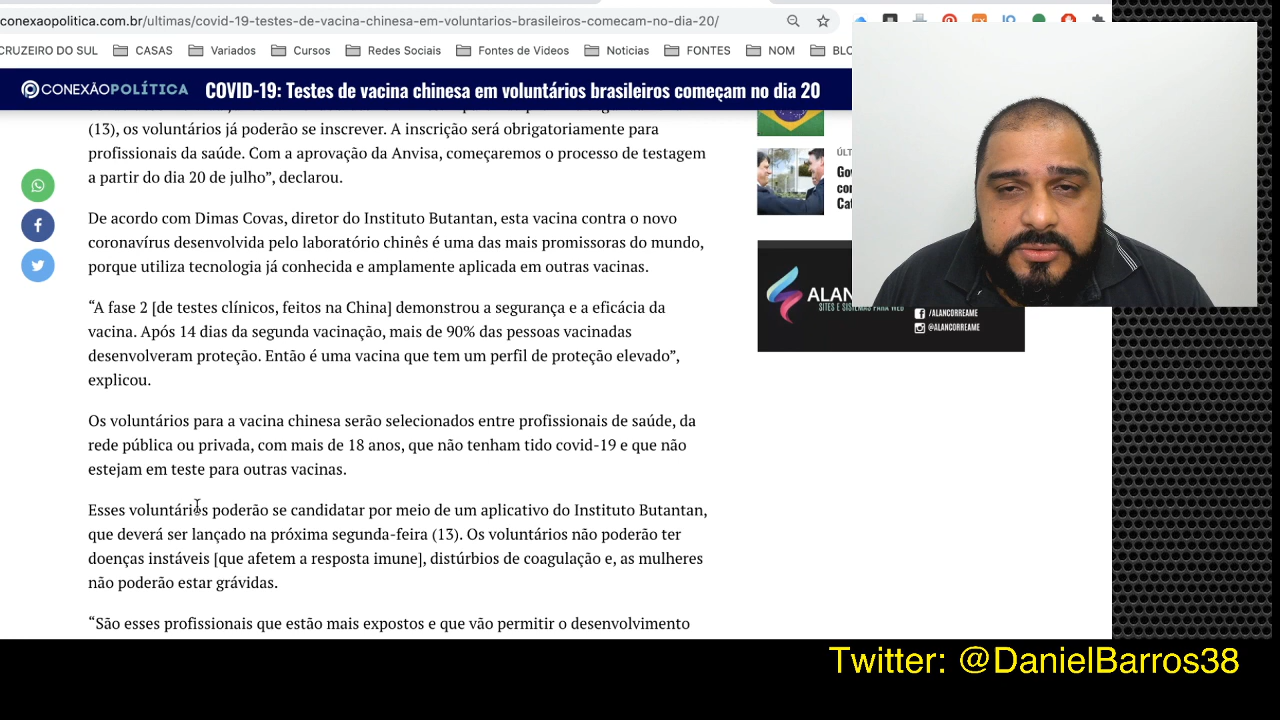 conexaopolitica.com.br/ultimas/covid-19-testes-de-vacina-chinesa-em-voluntarios-brasileiros-comecam-no-dia-20/
CRUZEIRO DO SUL CASAS Variados Cursos Redes Sociais Fontes de Videos Noticias FONTES NOM BLO
CONEXÃOPOLÍTICA COVID-19: Testes de vacina chinesa em voluntários brasileiros começam no dia 20
(13), os voluntários já poderão se inscrever. A inscrição será obrigatoriamente para
profissionais da saúde. Com a aprovação da Anvisa, começaremos o processo de testagem
a partir do dia 20 de julho”, declarou.
De acordo com Dimas Covas, diretor do Instituto Butantan, esta vacina contra o novo
coronavírus desenvolvida pelo laboratório chinês é uma das mais promissoras do mundo,
porque utiliza tecnologia já conhecida e amplamente aplicada em outras vacinas.
“A fase 2 [de testes clínicos, feitos na China] demonstrou a segurança e a eficácia da
vacina. Após 14 dias da segunda vacinação, mais de 90% das pessoas vacinadas
desenvolveram proteção. Então é uma vacina que tem um perfil de proteção elevado”,
explicou.
Os voluntários para a vacina chinesa serão selecionados entre profissionais de saúde, da
rede pública ou privada, com mais de 18 anos, que não tenham tido covid-19 e que não
estejam em teste para outras vacinas.
Esses voluntários poderão se candidatar por meio de um aplicativo do Instituto Butantan,
que deverá ser lançado na próxima segunda-feira (13). Os voluntários não poderão ter
doenças instáveis [que afetem a resposta imune], distúrbios de coagulação e, as mulheres
não poderão estar grávidas.
“São esses profissionais que estão mais expostos e que vão permitir o desenvolvimento
ÚLT
Gov
con
Cat
ALAN
SITES E SISTEMAS PARA WEB
/ALANCORREAME
@ALANCORREAME
Twitter: @DanielBarros38